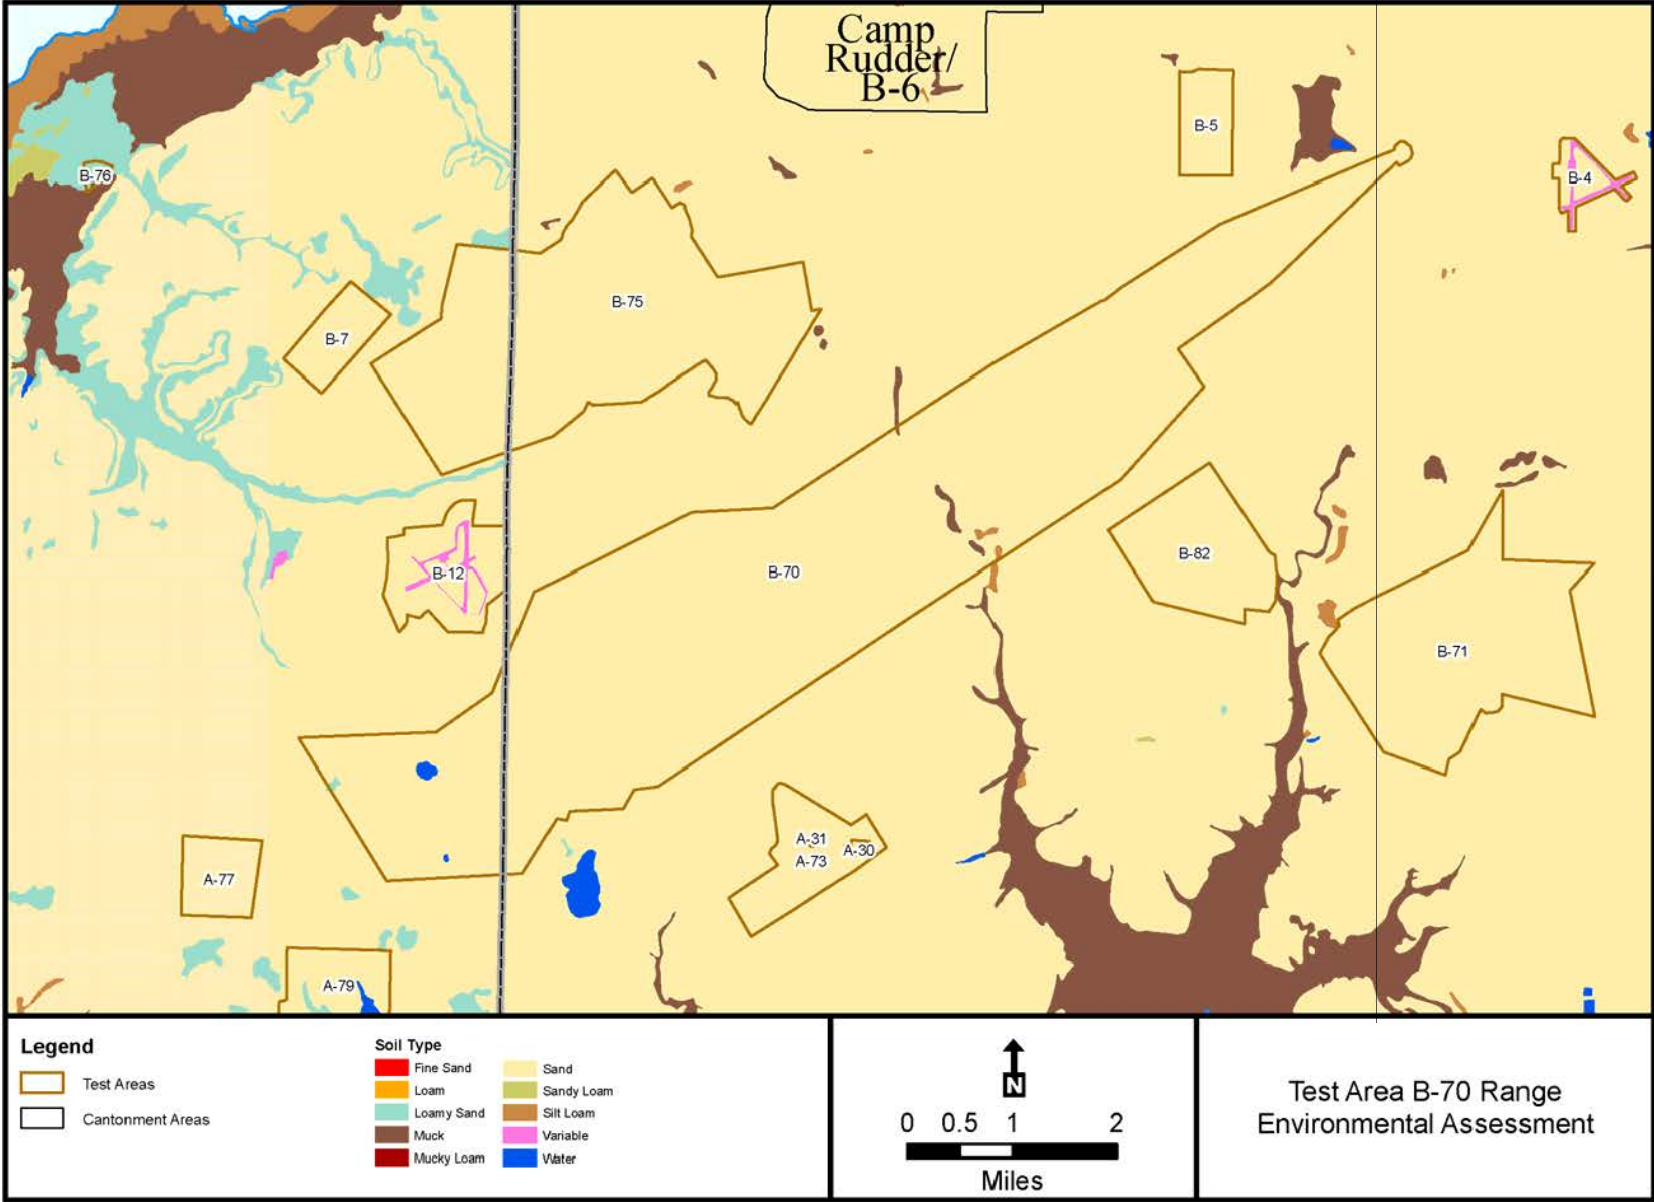 Camp
Rudder/
B-6
B-5
B-4
B-76
B-75
B-7
B-12
B-70
B-82
B-71
A-31
A-30
A-73
A-77
A-79
Legend
Test Areas
Cantonment Areas
Soil Type
Fine Sand
Loam
Loamy Sand
Muck
Mucky Loam
Sand
Sandy Loam
Silt Loam
Variable
Water
N
0 0.5 1 2
Miles
Test Area B-70 Range
Environmental Assessment